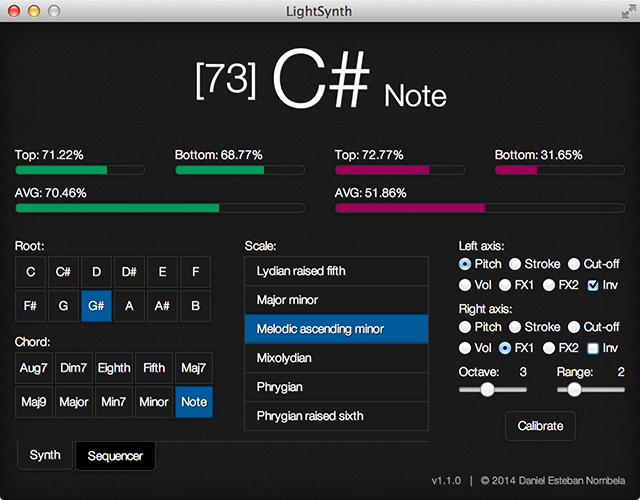 LightSynth
[73] C# Note
Top: 71.22% Bottom: 68.77% Top: 72.77% Bottom: 31.65%
AVG: 70.46% AVG: 51.86%
Root:
C C# D D# E F
F# G G# A A# B
Chord:
Aug7 Dim7 Eighth Fifth Maj7
Maj9 Major Min7 Minor Note
Scale:
Lydian raised fifth
Major minor
Melodic ascending minor
Mixolydian
Phrygian
Phrygian raised sixth
Left axis:
Pitch Stroke Cut-off
Vol FX1 FX2 Inv
Right axis:
Pitch Stroke Cut-off
Vol FX1 FX2 Inv
Octave: 3 Range: 2
Calibrate
Synth Sequencer
v1.1.0 | © 2014 Daniel Esteban Nombela